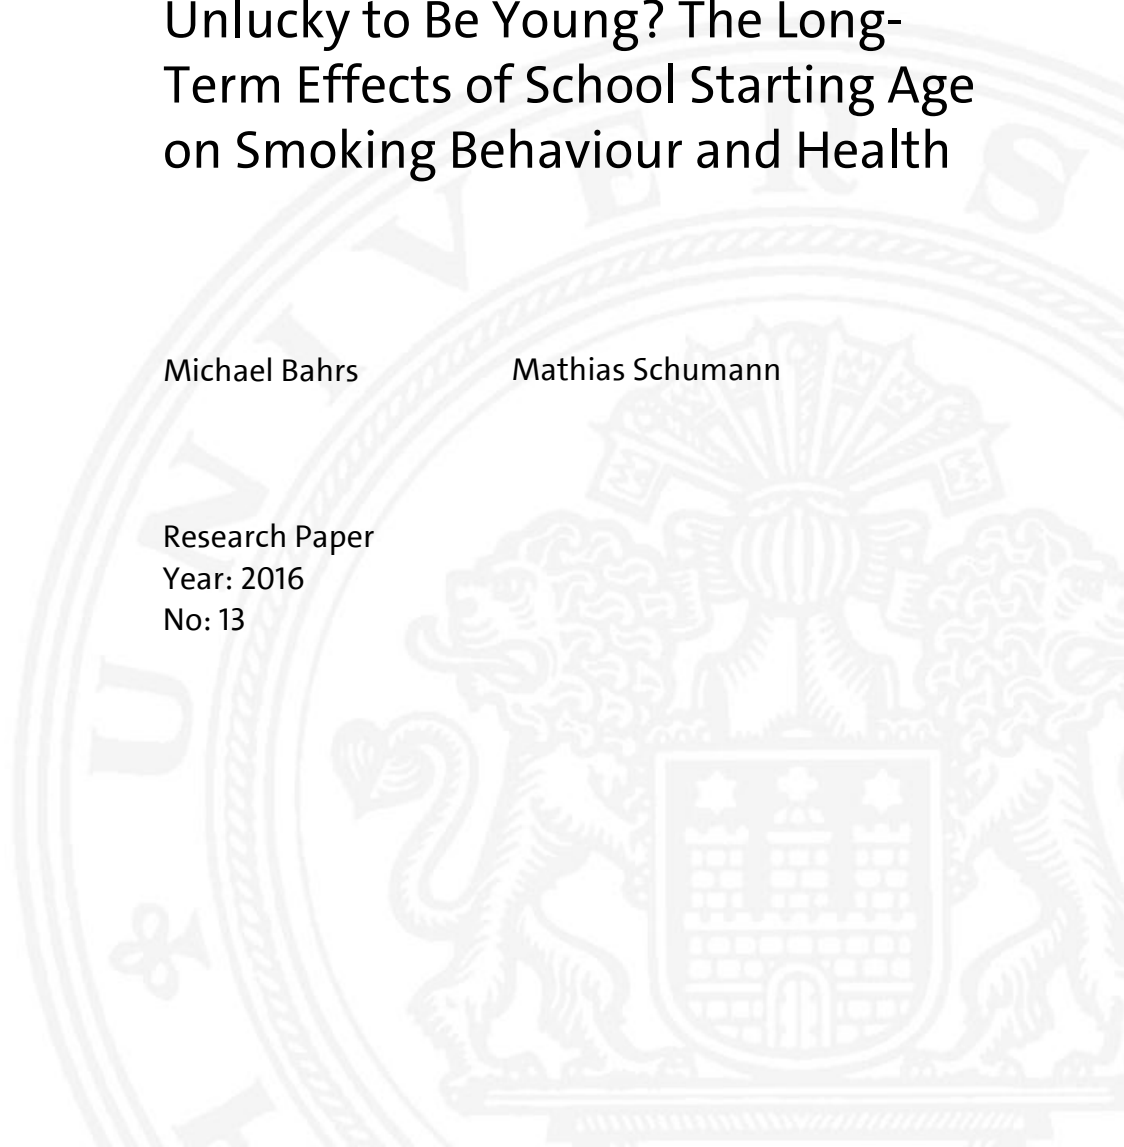 Unlucky to Be Young? The Long-
Term Effects of School Starting Age
on Smoking Behaviour and Health
Michael Bahrs Mathias Schumann
Research Paper
Year: 2016
No: 13
U N I V E R S